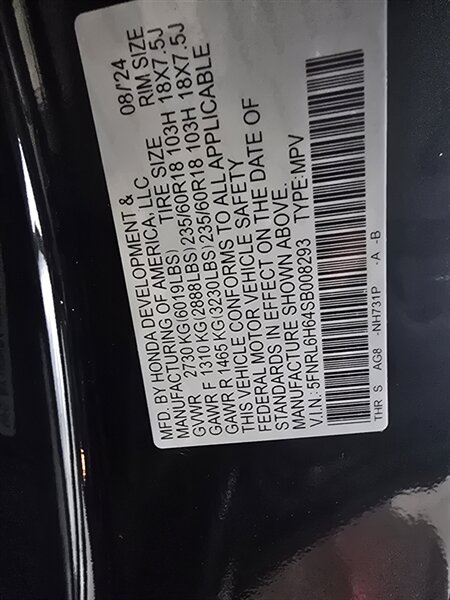 MFD. BY HONDA DEVELOPMENT &
MANUFACTURING OF AMERICA, LLC 08/'24
GVWR 2730 KG(6019LBS) TIRE SIZE RIM SIZE
GAWR F 1310 KG(2888LBS)235/60R18 103H 18X7.5J
GAWR R 1465 KG(3230LBS)235/60R18 103H 18X7.5J
THIS VEHICLE CONFORMS TO ALL APPLICABLE
FEDERAL MOTOR VEHICLE SAFETY
STANDARDS IN EFFECT ON THE DATE OF
MANUFACTURE SHOWN ABOVE.
V.I.N.: 5FNRL6H64SB008293 TYPE:MPV
THR S AG8 -NH731P -A -B